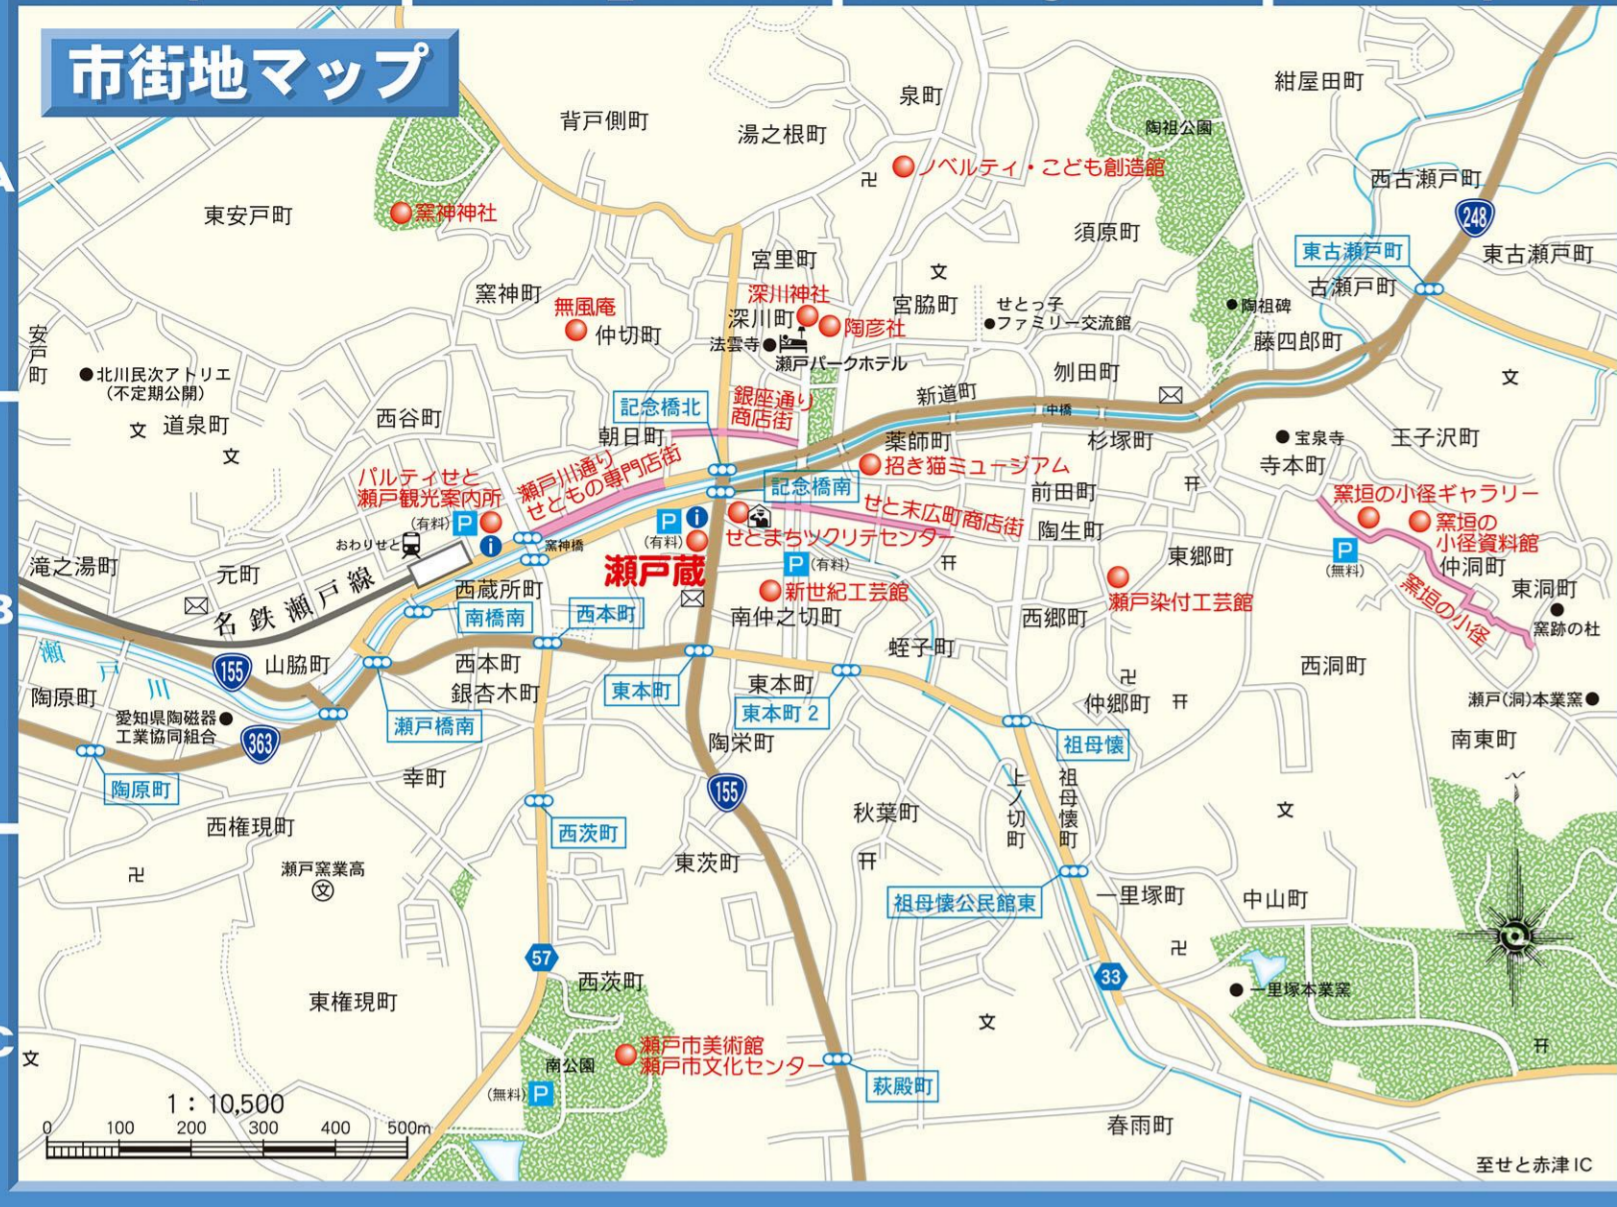 市街地マップ
A
B
C
背戸側町
湯之根町
泉町
紺屋田町
陶祖公園
卍
ノベルティ・こども創造館
西古瀬戸町
248
東安戸町
窯神神社
須原町
東古瀬戸町
東古瀬戸町
宮里町
文
古瀬戸町
窯神町
無風庵
仲切町
深川神社
深川町
陶彦社
宮脇町
せとっ子
ファミリー交流館
陶祖碑
藤四郎町
安戸町
法雲寺
瀬戸パークホテル
北川民次アトリエ
(不定期公開)
刎田町
文
道泉町
文
文
西谷町
記念橋北
銀座通り
商店街
新道町
中橋
朝日町
薬師町
杉塚町
宝泉寺
王子沢町
寺本町
瀬戸川通り
せともの専門店街
パルティせと
瀬戸観光案内所
(有料)
P
i
招き猫ミュージアム
記念橋南
前田町
せと末広町商店街
陶生町
窯垣の小径ギャラリー
窯垣の
小径資料館
P
(有料)
i
せとまちツクリテセンター
おわりせと
窯神橋
瀬戸蔵
P
(有料)
東郷町
P
(無料)
仲洞町
滝之湯町
元町
名鉄瀬戸線
西蔵所町
新世紀工芸館
瀬戸染付工芸館
窯垣の小径
東洞町
窯跡の杜
南橋南
西本町
南仲之切町
西郷町
瀬戸川
155
山脇町
西本町
蛭子町
西洞町
陶原町
銀杏木町
東本町
東本町
東本町2
卍
仲郷町
瀬戸(洞)本業窯
愛知県陶磁器
工業協同組合
363
瀬戸橋南
陶栄町
祖母懐
南東町
陶原町
幸町
155
上ノ切町
祖母懐町
文
西権現町
西茨町
秋葉町
卍
瀬戸窯業高
文
東茨町
祖母懐公民館東
一里塚町
中山町
57
卍
33
一里塚本業窯
東権現町
西茨町
文
文
瀬戸市美術館
瀬戸市文化センター
南公園
(無料)
P
萩殿町
春雨町
1:10,500
0 100 200 300 400 500m
至せと赤津IC